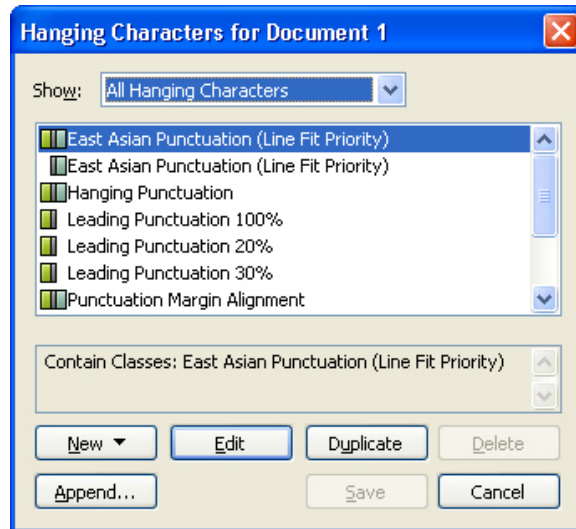 Hanging Characters for Document 1
Show: All Hanging Characters
East Asian Punctuation (Line Fit Priority)
East Asian Punctuation (Line Fit Priority)
Hanging Punctuation
Leading Punctuation 100%
Leading Punctuation 20%
Leading Punctuation 30%
Punctuation Margin Alignment
Contain Classes: East Asian Punctuation (Line Fit Priority)
New Edit Duplicate Delete
Append... Save Cancel